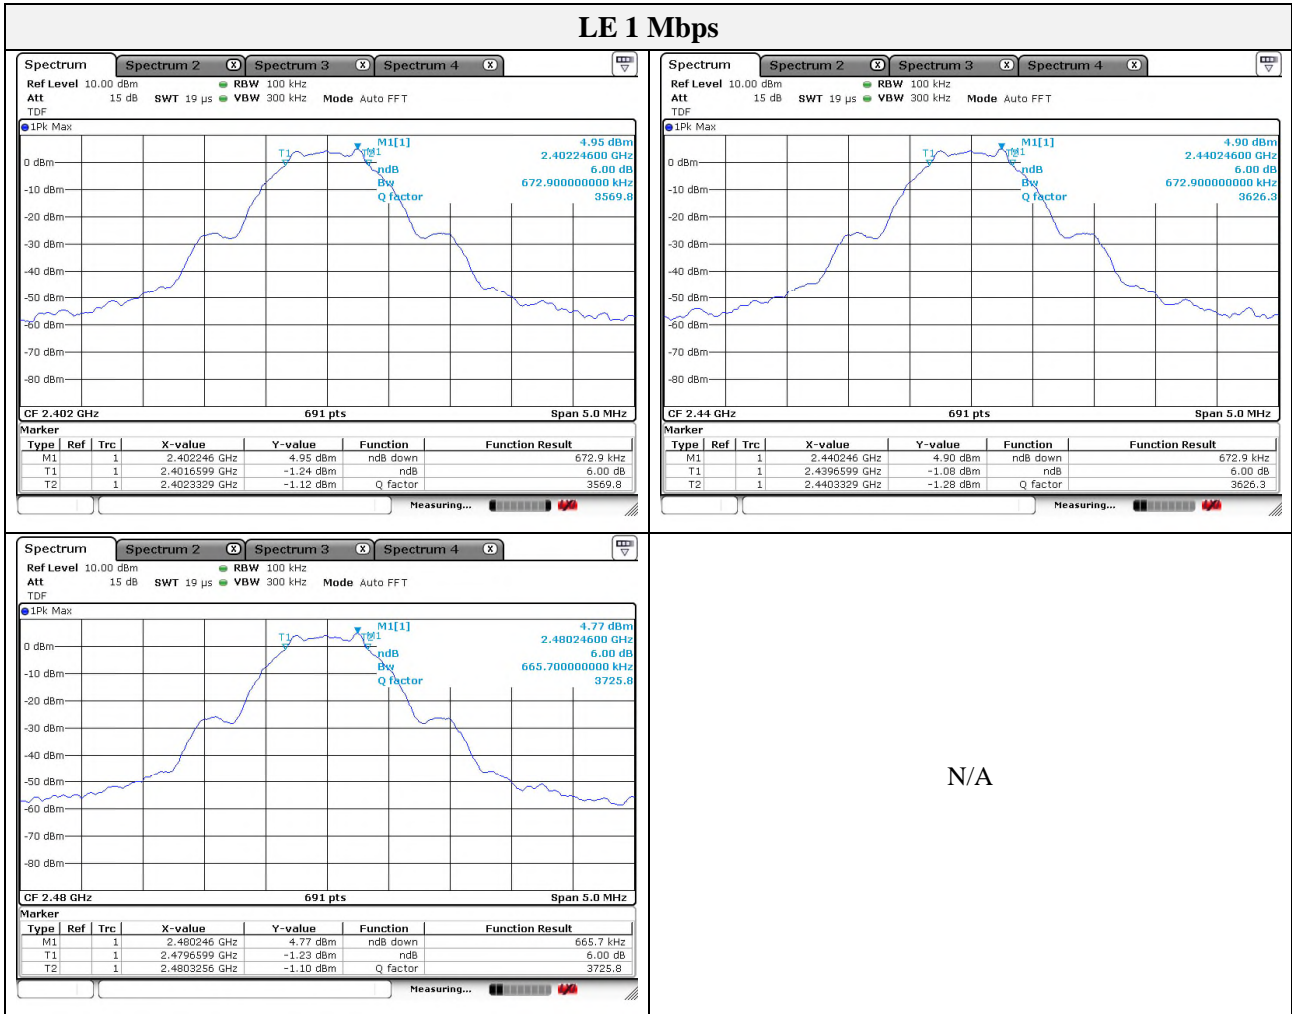 LE 1 Mbps
Spectrum Spectrum 2 X Spectrum 3 X Spectrum 4 X
Ref Level 10.00 dBm RBW 100 kHz
Att 15 dB SWT 19 µs VBW 300 kHz Mode Auto FFT
TDF
1Pk Max
M1[1] 4.95 dBm
2.40224600 GHz
ndB 6.00 dB
Bw 672.900000000 kHz
Q factor 3569.8
T1
T2
M1
0 dBm
-10 dBm
-20 dBm
-30 dBm
-40 dBm
-50 dBm
-60 dBm
-70 dBm
-80 dBm
CF 2.402 GHz 691 pts Span 5.0 MHz
Marker
Type Ref Trc X-value Y-value Function Function Result
M1 1 2.402246 GHz 4.95 dBm ndB down 672.9 kHz
T1 1 2.4016599 GHz -1.24 dBm ndB 6.00 dB
T2 1 2.4023329 GHz -1.12 dBm Q factor 3569.8
Measuring...
Spectrum Spectrum 2 X Spectrum 3 X Spectrum 4 X
Ref Level 10.00 dBm RBW 100 kHz
Att 15 dB SWT 19 µs VBW 300 kHz Mode Auto FFT
TDF
1Pk Max
M1[1] 4.90 dBm
2.44024600 GHz
ndB 6.00 dB
Bw 672.900000000 kHz
Q factor 3626.3
T1
T2
M1
0 dBm
-10 dBm
-20 dBm
-30 dBm
-40 dBm
-50 dBm
-60 dBm
-70 dBm
-80 dBm
CF 2.44 GHz 691 pts Span 5.0 MHz
Marker
Type Ref Trc X-value Y-value Function Function Result
M1 1 2.440246 GHz 4.90 dBm ndB down 672.9 kHz
T1 1 2.4396599 GHz -1.08 dBm ndB 6.00 dB
T2 1 2.4403329 GHz -1.28 dBm Q factor 3626.3
Measuring...
Spectrum Spectrum 2 X Spectrum 3 X Spectrum 4 X
Ref Level 10.00 dBm RBW 100 kHz
Att 15 dB SWT 19 µs VBW 300 kHz Mode Auto FFT
TDF
1Pk Max
M1[1] 4.77 dBm
2.48024600 GHz
ndB 6.00 dB
Bw 665.700000000 kHz
Q factor 3725.8
T1
T2
M1
0 dBm
-10 dBm
-20 dBm
-30 dBm
-40 dBm
-50 dBm
-60 dBm
-70 dBm
-80 dBm
CF 2.48 GHz 691 pts Span 5.0 MHz
Marker
Type Ref Trc X-value Y-value Function Function Result
M1 1 2.480246 GHz 4.77 dBm ndB down 665.7 kHz
T1 1 2.4796599 GHz -1.23 dBm ndB 6.00 dB
T2 1 2.4803256 GHz -1.10 dBm Q factor 3725.8
Measuring...
N/A